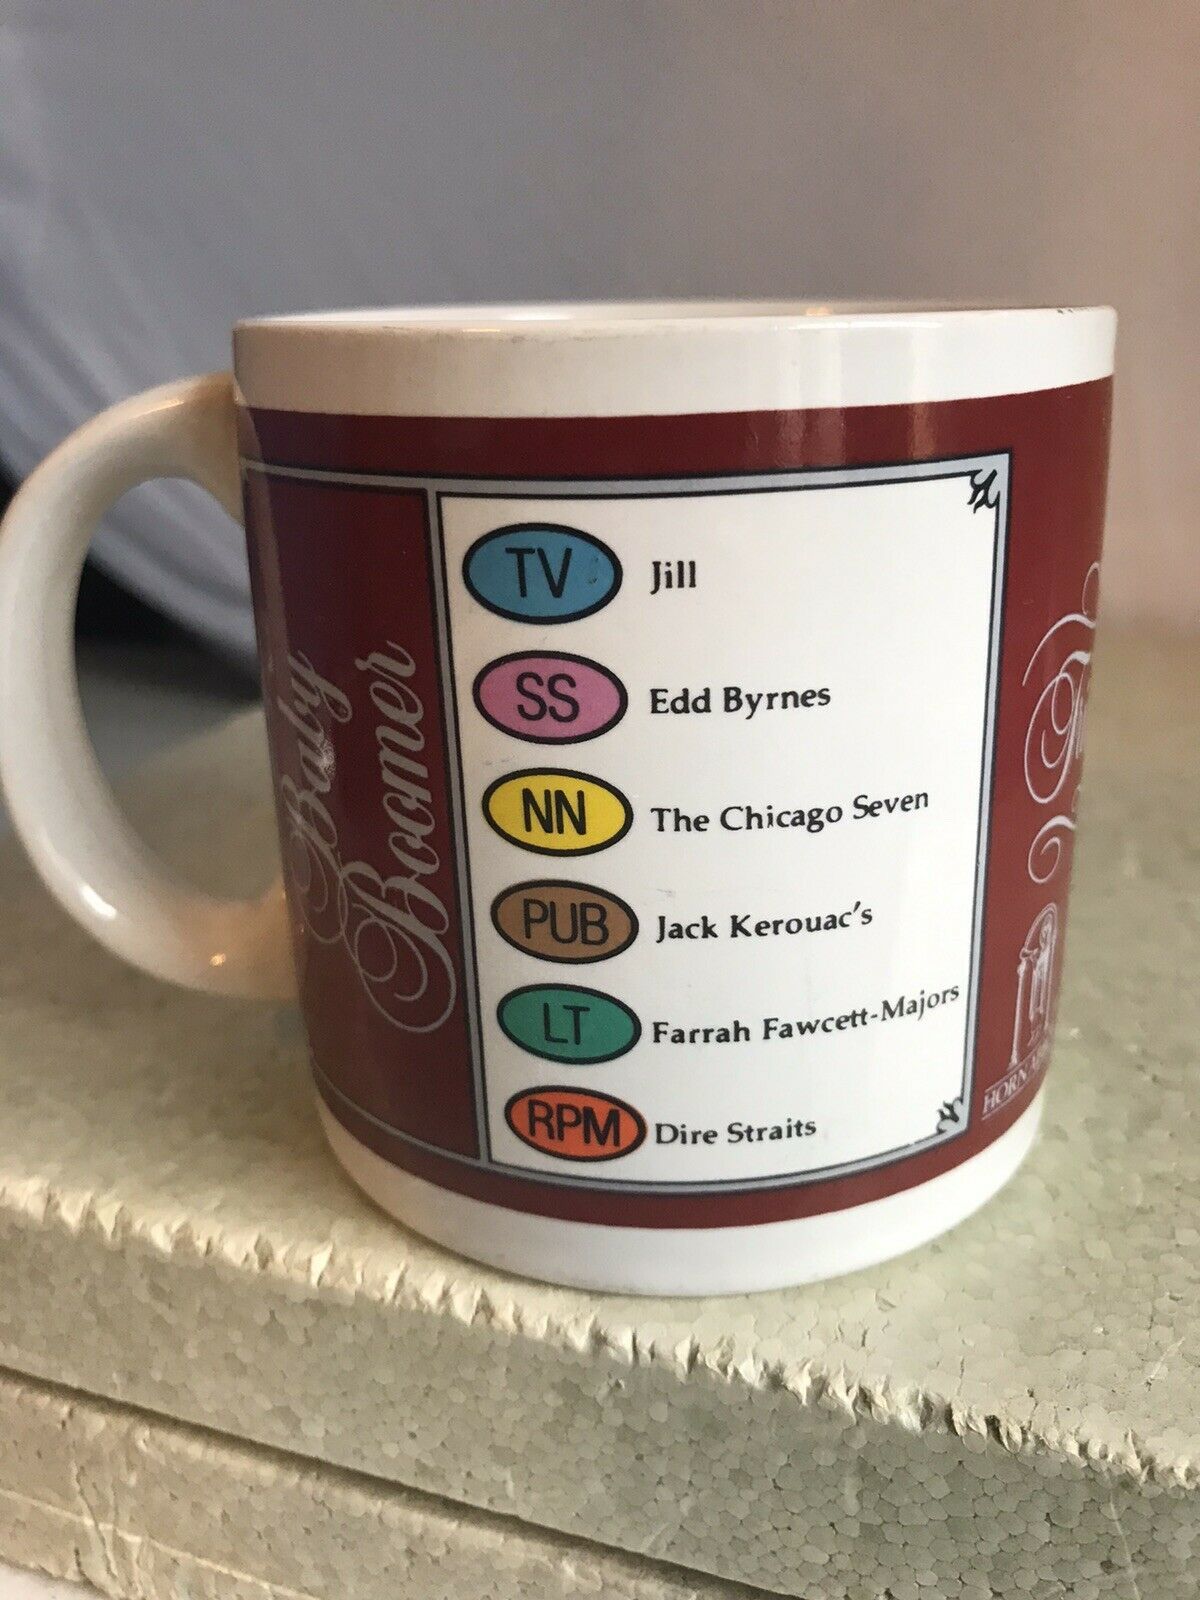 Baby
Boomer
TV Jill
SS Edd Byrnes
NN The Chicago Seven
PUB Jack Kerouac's
LT Farrah Fawcett-Majors
RPM Dire Straits
HORN